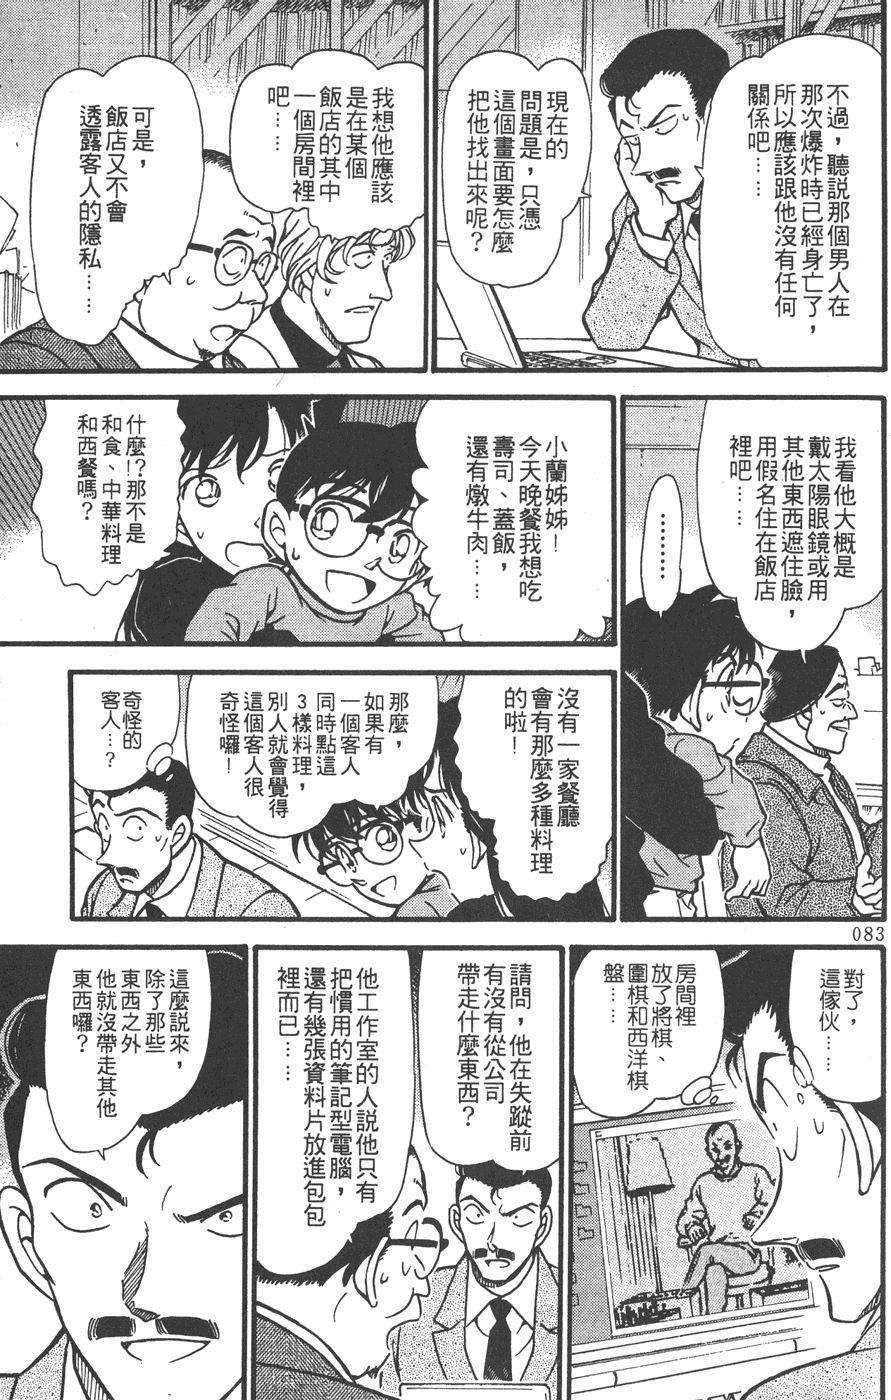 不過，聽説那個男人在
那次爆炸時已經身亡了，
所以應該跟他沒有任何
關係吧……
現在的
問題是，只憑
這個畫面要怎麼
把他找出來呢？
我想他應該
是在某個
飯店的其中
一個房間裡
吧……
可是，
飯店又不會
透露客人的隱
私……
我看他大概是
戴太陽眼鏡或用
其他東西遮住臉，
用假名住在飯店
裡吧……
………
小蘭姊姊！
今天晚餐我想吃
壽司、蓋飯，
還有燉牛肉……
什麼!?那不是
和食、中華料理
和西餐嗎？
沒有一家餐廳
會有那麼多種料理
的啦！
那麼，
如果有
一個客人
同時點這
3樣料理，
別人就會覺得
這個客人很
奇怪囉！
奇怪的
客人…？
083
對了，
這傢伙……
房間裡
放了將棋、
圍棋和西洋棋
盤……
請問，他在失蹤前
有沒有從公司
帶走什麼東西？
他工作室的人說他只有
把慣用的筆記型電腦，
還有幾張資料片放進包包
裡而已……
這麼說來，
除了那些
東西之外
他就沒帶走其他
東西囉？